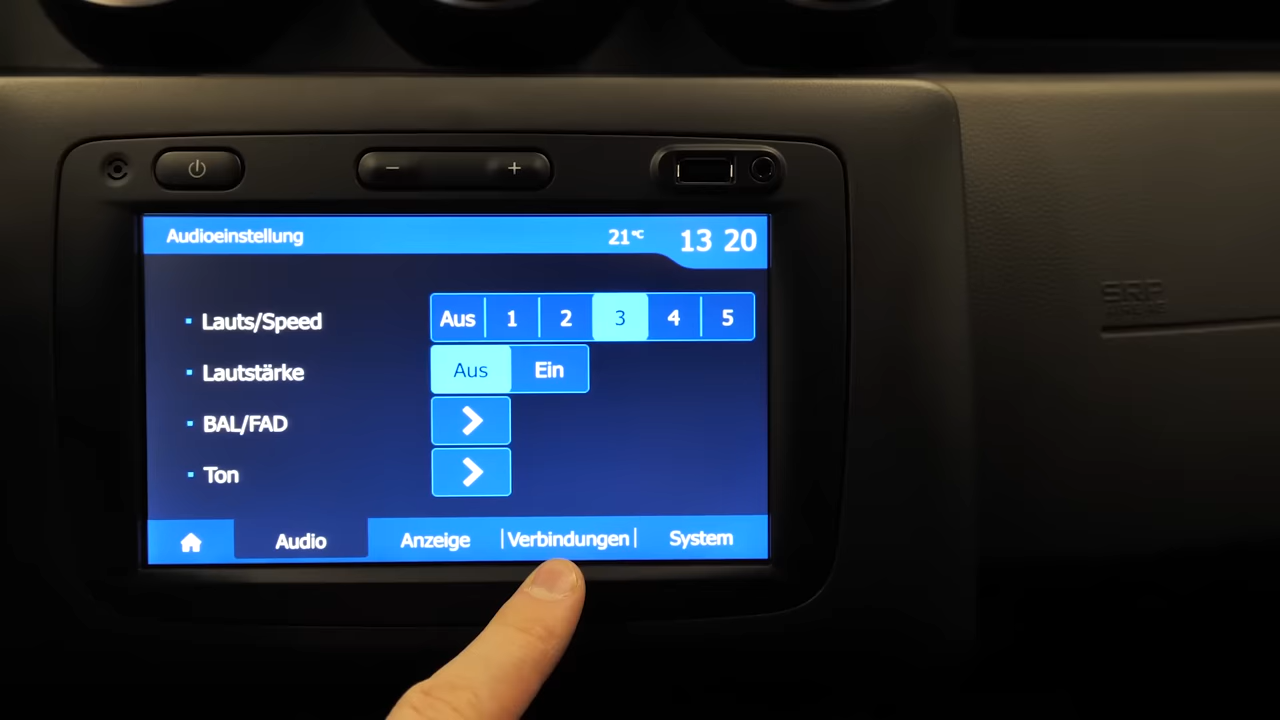 − +
Audioeinstellung 21°C 13 20
Lauts/Speed Aus 1 2 3 4 5
Lautstärke Aus Ein
BAL/FAD
Ton
Audio Anzeige Verbindungen System